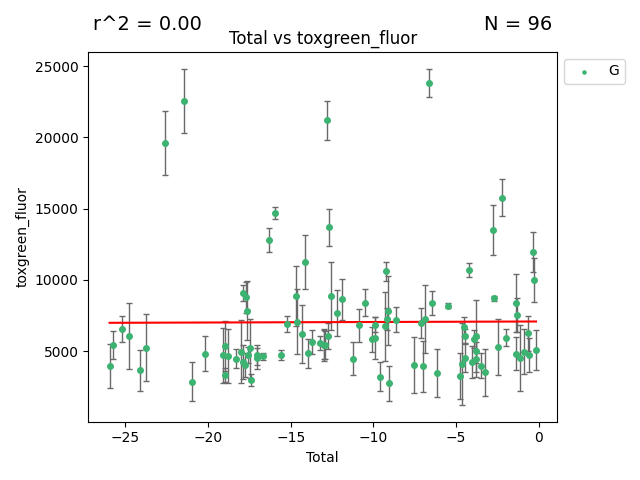 r^2 = 0.00
N = 96
Total vs toxgreen_fluor
G
25000
20000
15000
10000
5000
toxgreen_fluor
−25
−20
−15
−10
−5
0
Total